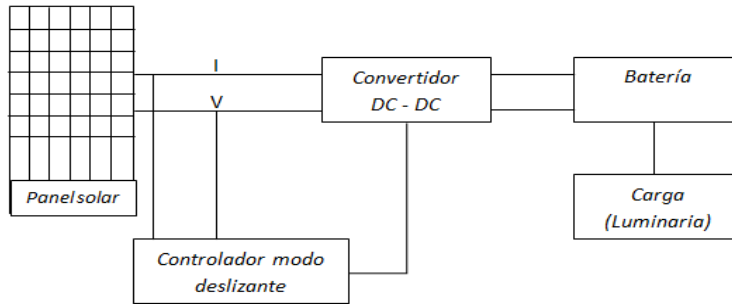 I
V
Convertidor
DC - DC
Batería
Panel solar
Carga
(Luminaria)
Controlador modo
deslizante